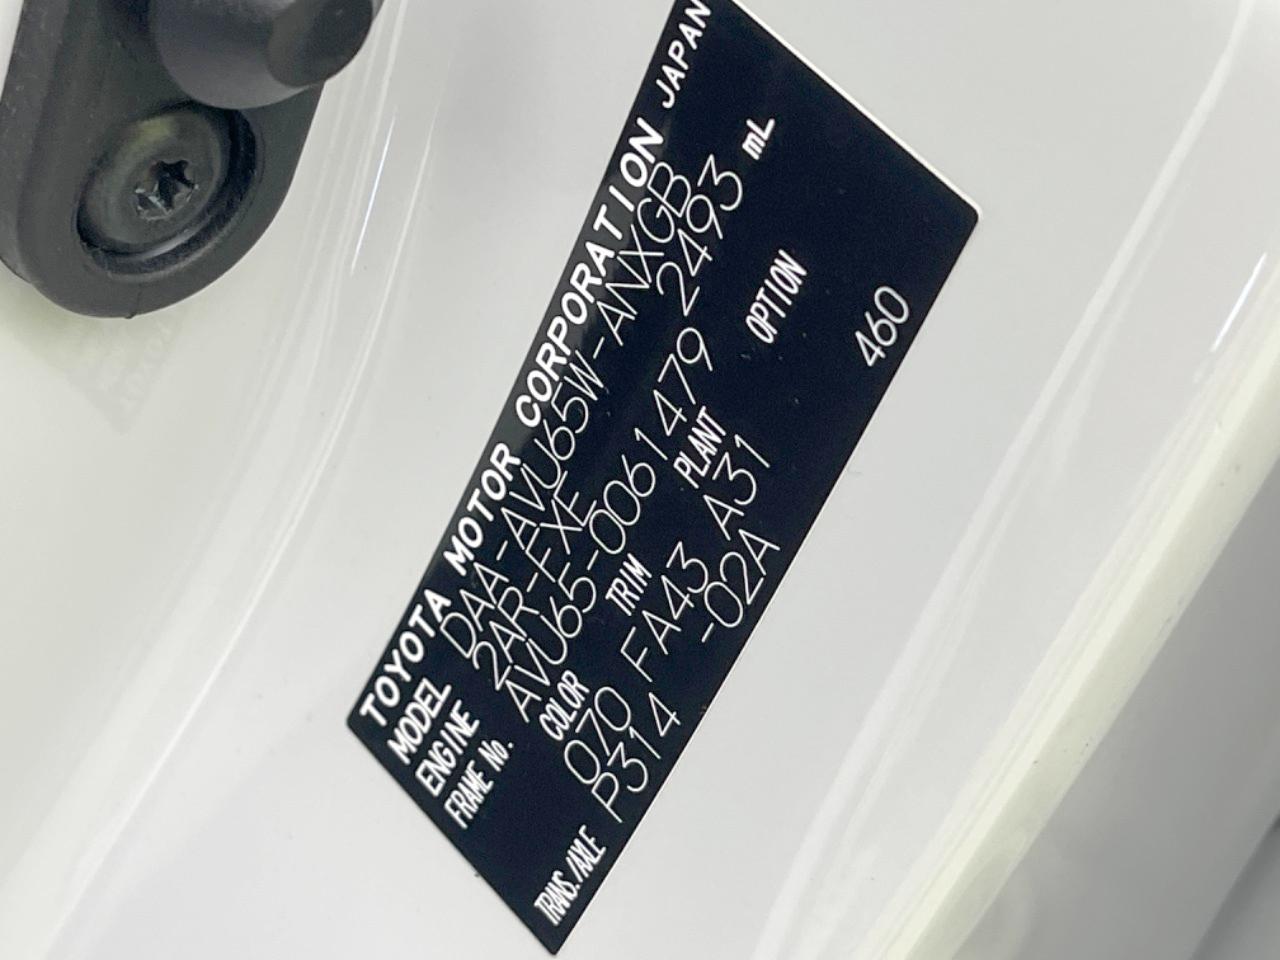 TOYOTA MOTOR CORPORATION JAPAN
MODEL DAA-AVU65W-ANXGB
ENGINE 2AR-FXE 2493 mL
FRAME No. AVU65-0061479
COLOR TRIM PLANT OPTION
070 FA43 A31
TRANS./AXLE P314 -02A 460